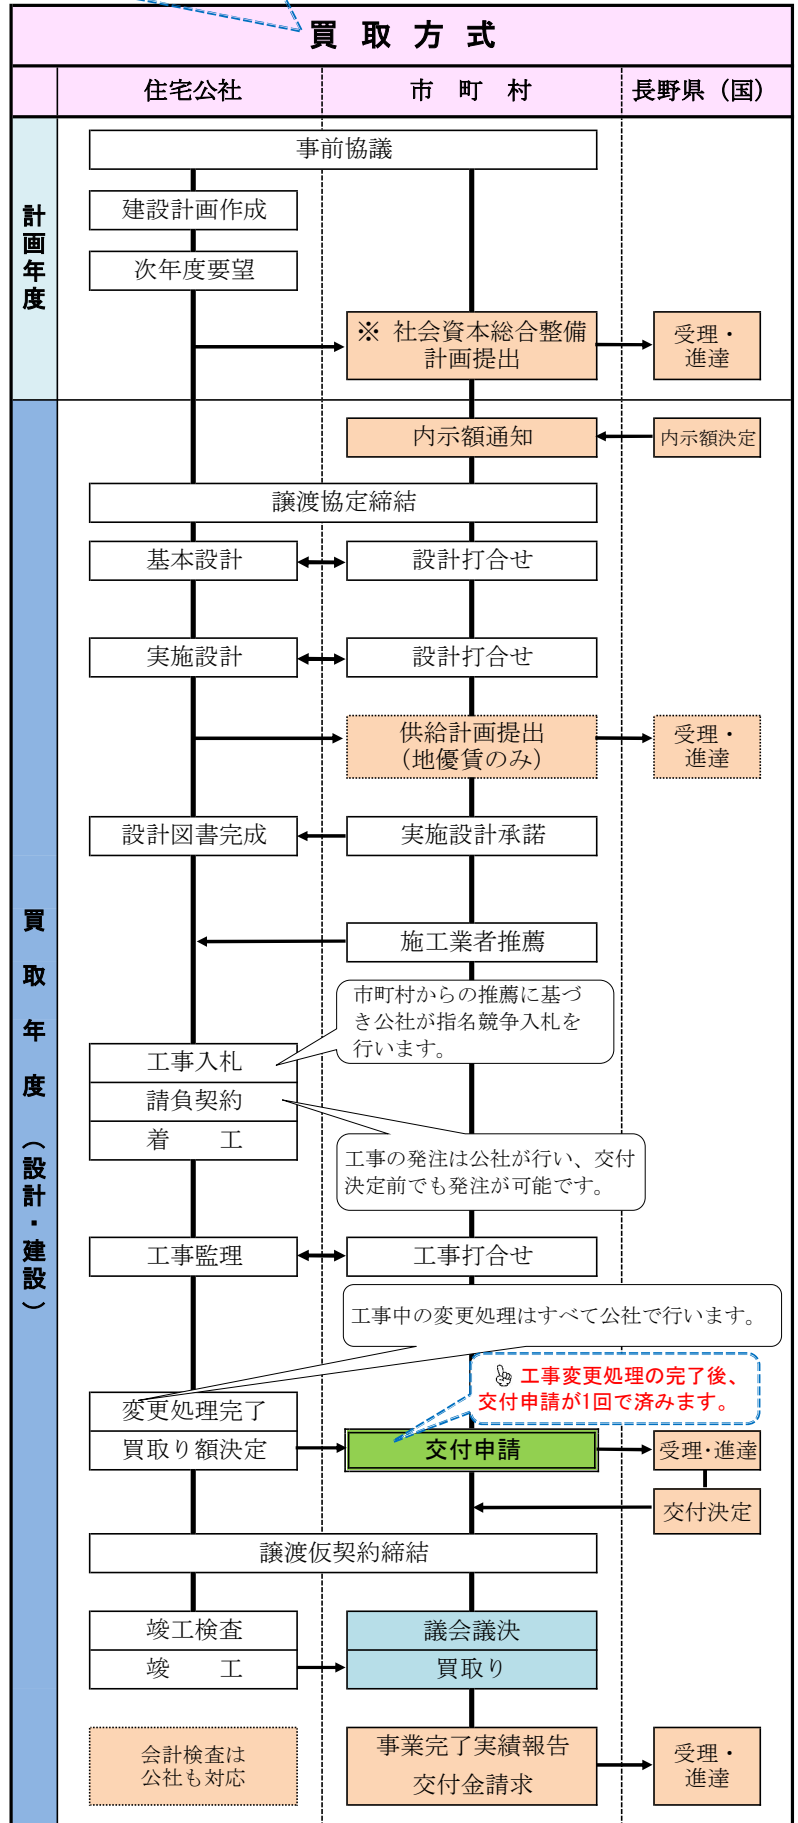 買取方式
住宅公社
市町村
長野県（国）
計画年度
事前協議
建設計画作成
次年度要望
※ 社会資本総合整備
計画提出
受理・
進達
買取年度（設計・建設）
内示額通知
内示額決定
譲渡協定締結
基本設計
設計打合せ
実施設計
設計打合せ
供給計画提出
（地優賃のみ）
受理・
進達
設計図書完成
実施設計承諾
施工業者推薦
市町村からの推薦に基づ
き公社が指名競争入札を
行います。
工事入札
請負契約
着　工
工事の発注は公社が行い、交付
決定前でも発注が可能です。
工事監理
工事打合せ
工事中の変更処理はすべて公社で行います。
工事変更処理の完了後、
交付申請が1回で済みます。
変更処理完了
買取り額決定
交付申請
受理・進達
交付決定
譲渡仮契約締結
竣工検査
議会議決
竣　工
買取り
会計検査は
公社も対応
事業完了実績報告
交付金請求
受理・
進達